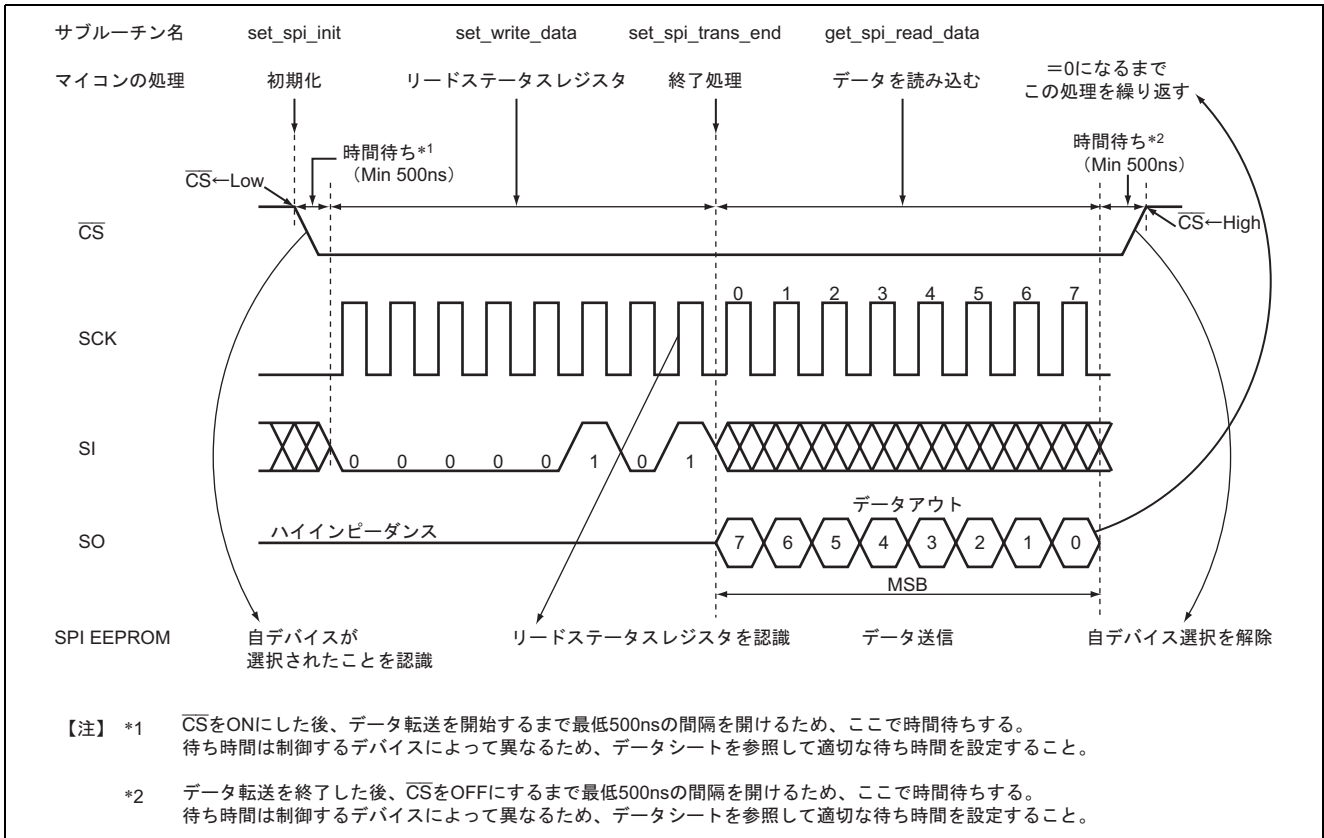 サブルーチン名 set_spi_init set_write_data set_spi_trans_end get_spi_read_data
マイコンの処理 初期化 リードステータスレジスタ 終了処理 データを読み込む
=0になるまで
この処理を繰り返す
時間待ち*1
(Min 500ns)
時間待ち*2
(Min 500ns)
CS←Low
CS←High
CS
0 1 2 3 4 5 6 7
SCK
SI
0 0 0 0 0 1 0 1
データアウト
ハイインピーダンス
SO
7 6 5 4 3 2 1 0
MSB
SPI EEPROM 自デバイスが
選択されたことを認識
リードステータスレジスタを認識 データ送信 自デバイス選択を解除
【注】 *1 CSをONにした後、データ転送を開始するまで最低500nsの間隔を開けるため、ここで時間待ちする。
待ち時間は制御するデバイスによって異なるため、データシートを参照して適切な待ち時間を設定すること。
*2 データ転送を終了した後、CSをOFFにするまで最低500nsの間隔を開けるため、ここで時間待ちする。
待ち時間は制御するデバイスによって異なるため、データシートを参照して適切な待ち時間を設定すること。